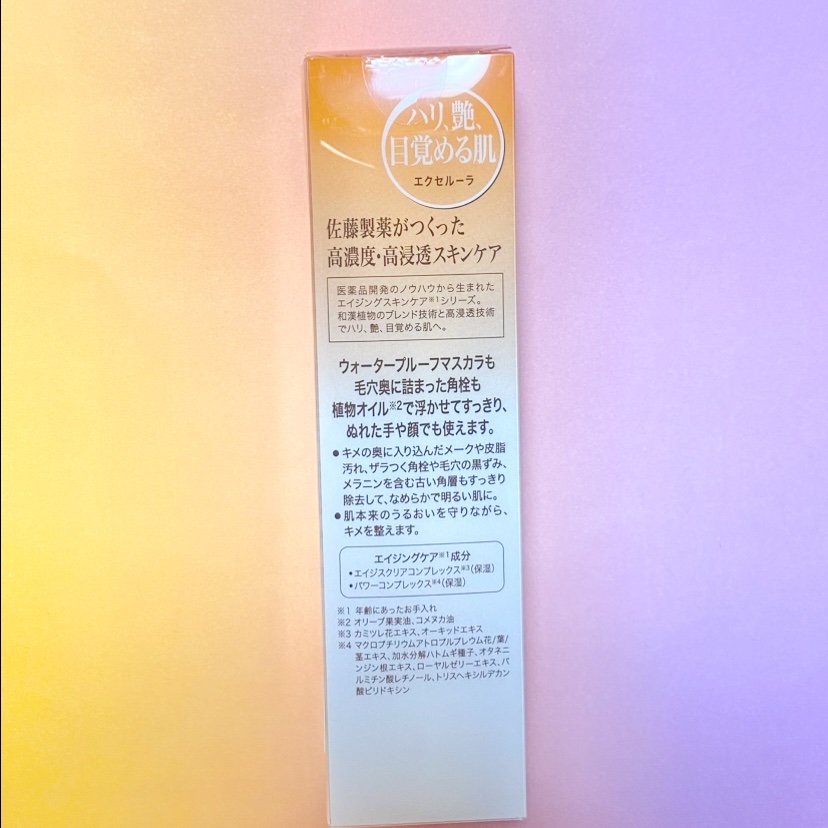 ハリ、艶、
目覚める肌
エクセルーラ
佐藤製薬がつくった
高濃度・高浸透スキンケア
医薬品開発のノウハウから生まれた
エイジングスキンケア※1シリーズ。
和漢植物のブレンド技術と高浸透技術
でハリ、艶、目覚める肌へ。
ウォータープルーフマスカラも
毛穴奥に詰まった角栓も
植物オイル※2で浮かせてすっきり、
ぬれた手や顔でも使えます。
●キメの奥に入り込んだメークや皮脂
汚れ、ザラつく角栓や毛穴の黒ずみ、
メラニンを含む古い角層もすっきり
除去して、なめらかで明るい肌に。
●肌本来のうるおいを守りながら、
キメを整えます。
エイジングケア※1成分
・エイジスクリアコンプレックス※3(保湿)
・パワーコンプレックス※4(保湿)
※1 年齢にあったお手入れ
※2 オリーブ果実油、コメヌカ油
※3 カミツレ花エキス、オーキッドエキス
※4 マクロプチリウムアトロプルプレウム花/葉/
茎エキス、加水分解ハトムギ種子、オタネニ
ンジン根エキス、ローヤルゼリーエキス、パ
ルミチン酸レチノール、トリスヘキシルデカン
酸ピリドキシン